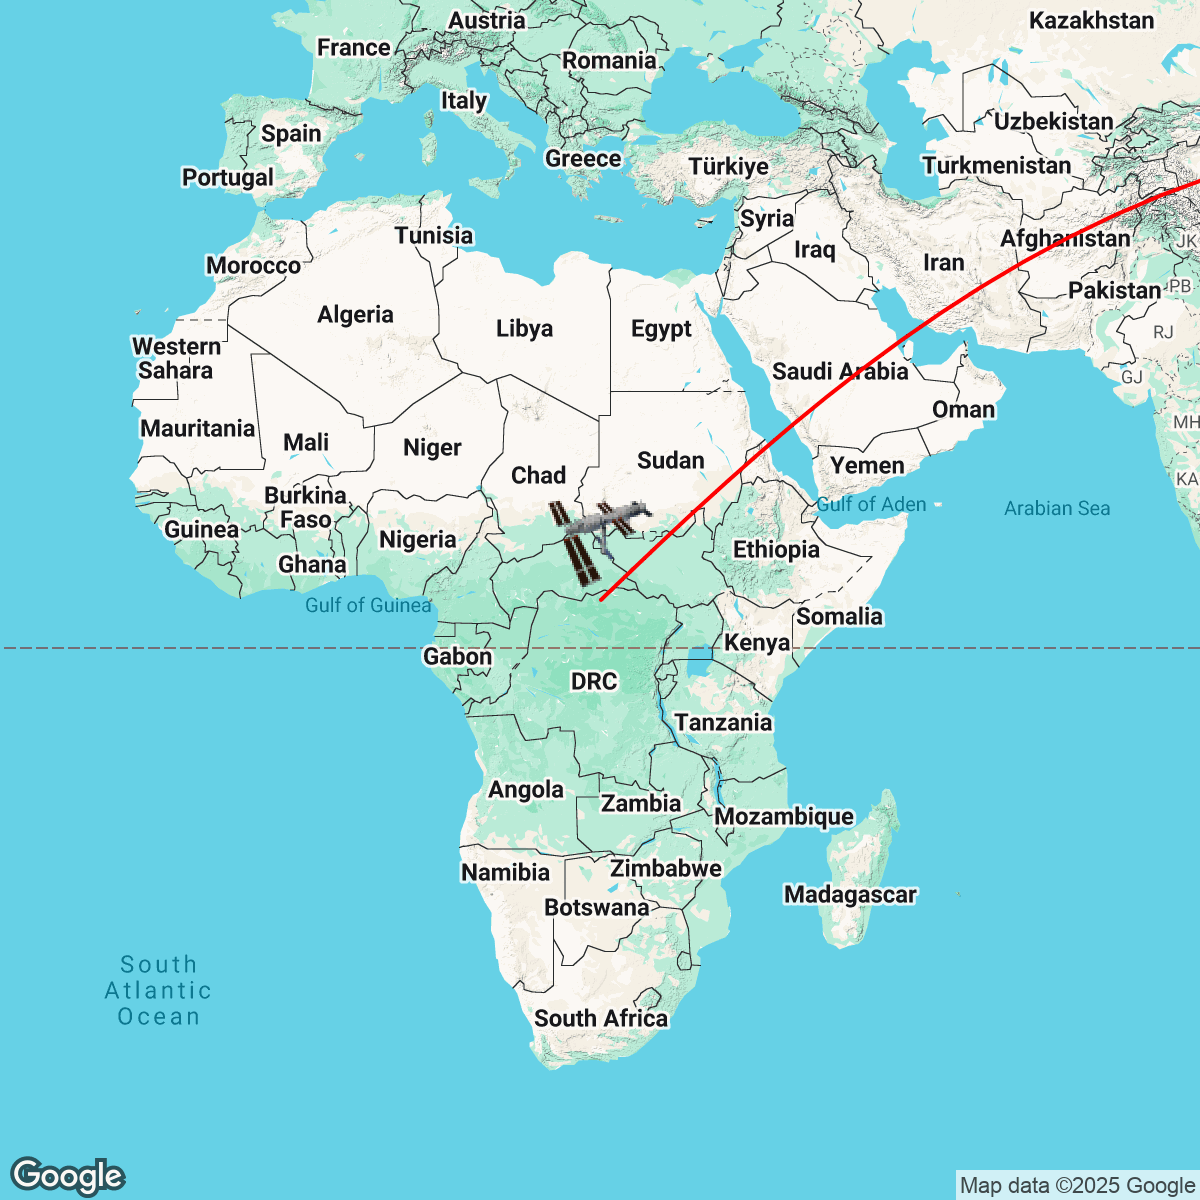 Kazakhstan
Austria
France
Romania
Italy
Uzbekistan
Spain
Greece
Türkiye
Turkmenistan
Portugal
Syria
Tunisia
Iraq
Afghanistan
JK
Morocco
Iran
Pakistan
PB
Algeria
Libya
Egypt
RJ
Western
Sahara
Saudi Arabia
GJ
Oman
Mauritania
Mali
Niger
MH
Chad
Sudan
Yemen
KA
Burkina
Faso
Gulf of Aden
Arabian Sea
Guinea
Nigeria
Ethiopia
Ghana
Gulf of Guinea
Somalia
Kenya
Gabon
DRC
Tanzania
Angola
Zambia
Mozambique
Namibia
Zimbabwe
Madagascar
Botswana
South
Atlantic
Ocean
South Africa
Google
Map data ©2025 Google